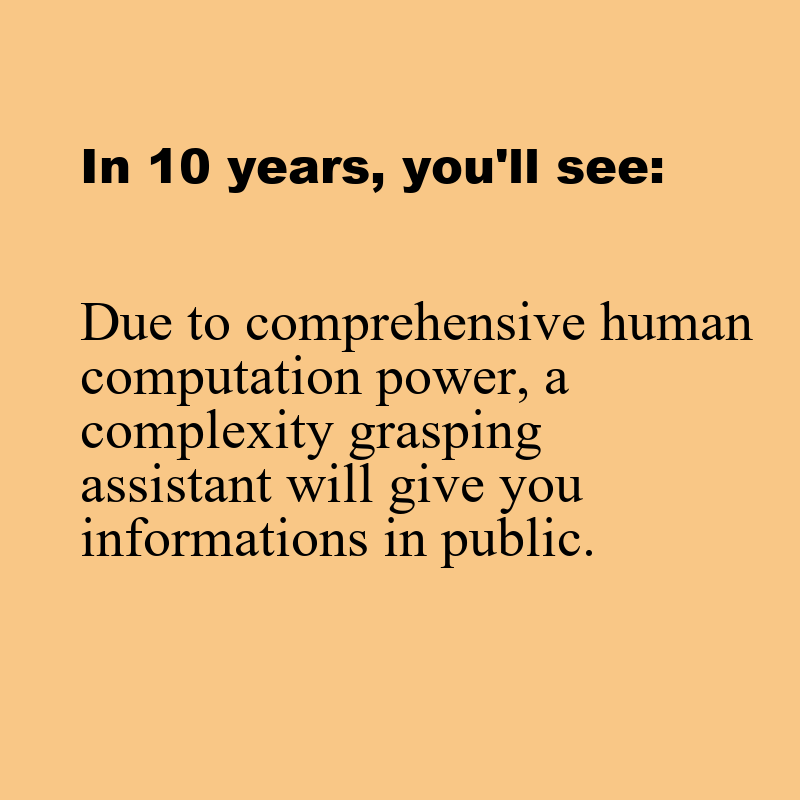 In 10 years, you'll see:
Due to comprehensive human
computation power, a
complexity grasping
assistant will give you
informations in public.